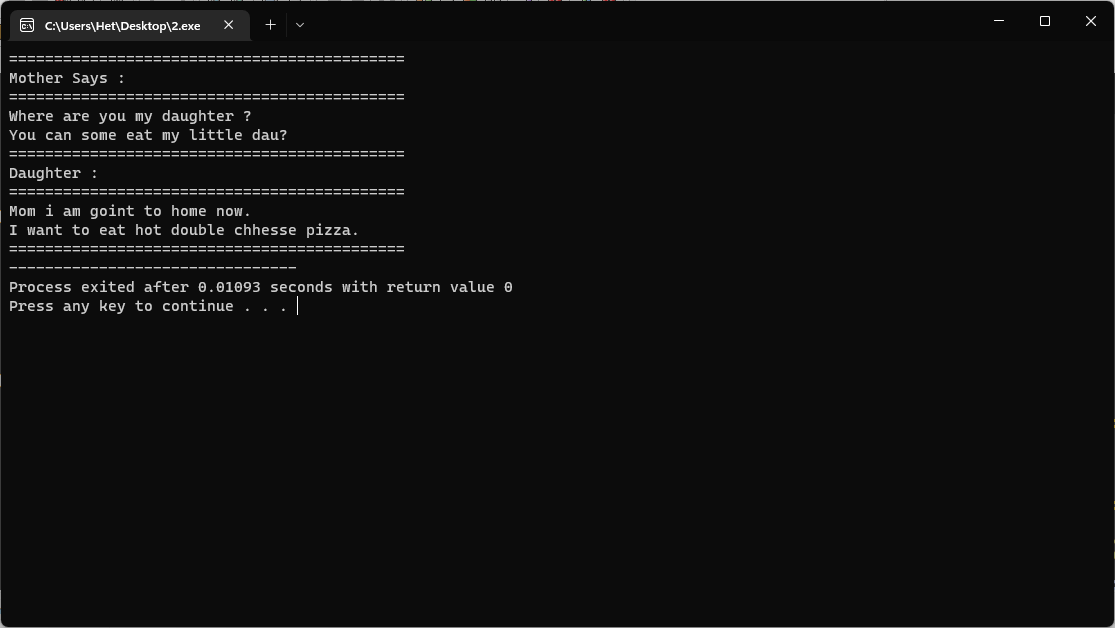 C:\Users\Het\Desktop\2.exe
============================================
Mother Says :
============================================
Where are you my daughter ?
You can some eat my little dau?
============================================
Daughter :
============================================
Mom i am goint to home now.
I want to eat hot double chhesse pizza.
============================================
--------------------------------
Process exited after 0.01093 seconds with return value 0
Press any key to continue . . .